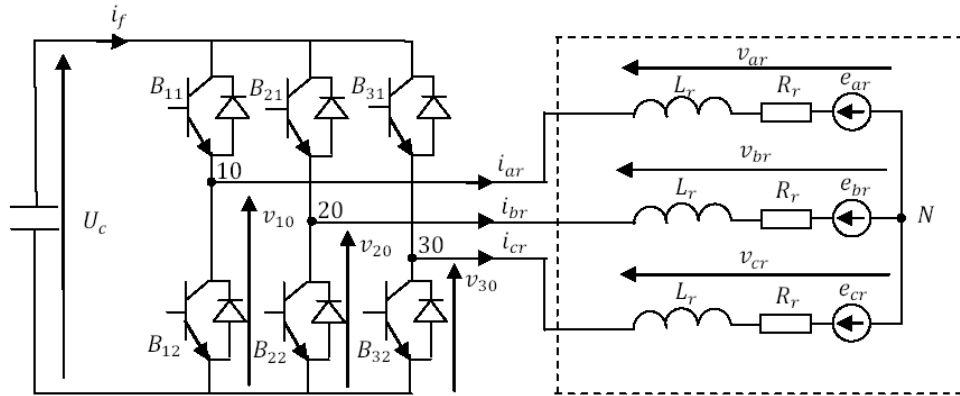 i_f
v_ar
B_11
B_21
B_31
L_r
R_r
e_ar
10
i_ar
v_br
U_c
v_10
20
i_br
L_r
R_r
e_br
N
v_20
30
i_cr
v_cr
v_30
L_r
R_r
e_cr
B_12
B_22
B_32